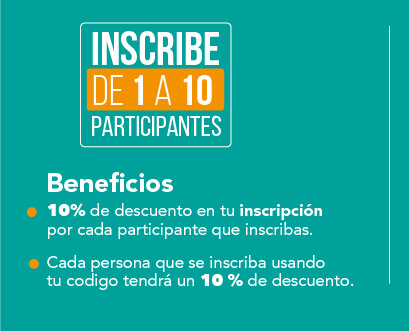 INSCRIBE
DE 1 A 10
PARTICIPANTES
Beneficios
10% de descuento en tu inscripción
por cada participante que inscribas.
Cada persona que se inscriba usando
tu codigo tendrá un 10 % de descuento.